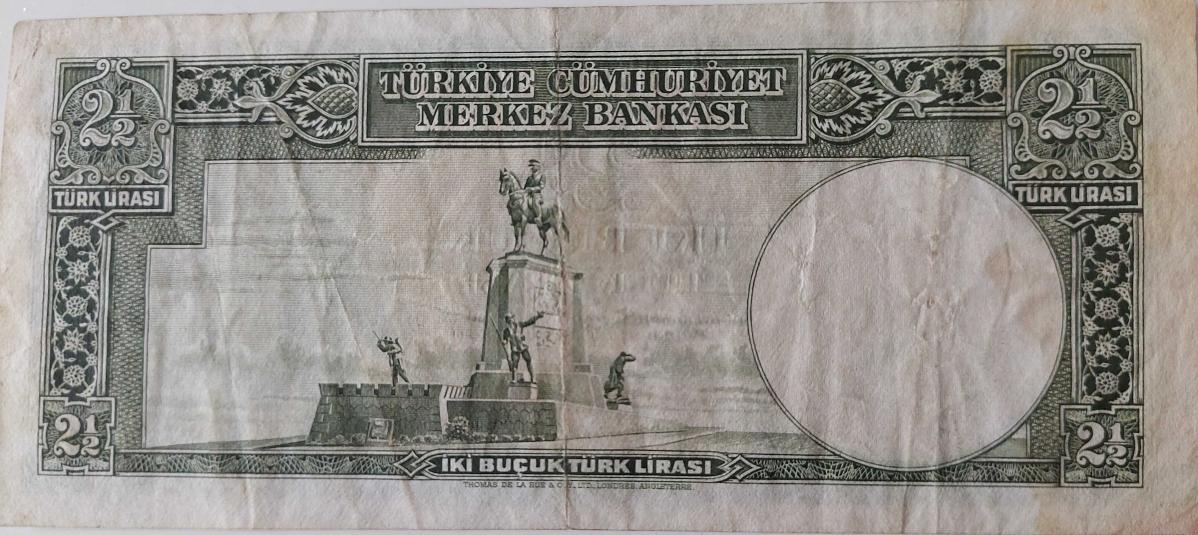 TÜRKİYE CÜMHURİYET
MERKEZ BANKASI
2½
2½
TÜRK LİRASI
TÜRK LİRASI
2½
2½
İKİ BUÇUK TÜRK LİRASI
THOMAS DE LA RUE & CY., LTD., LONDRES, ANGLETERRE.